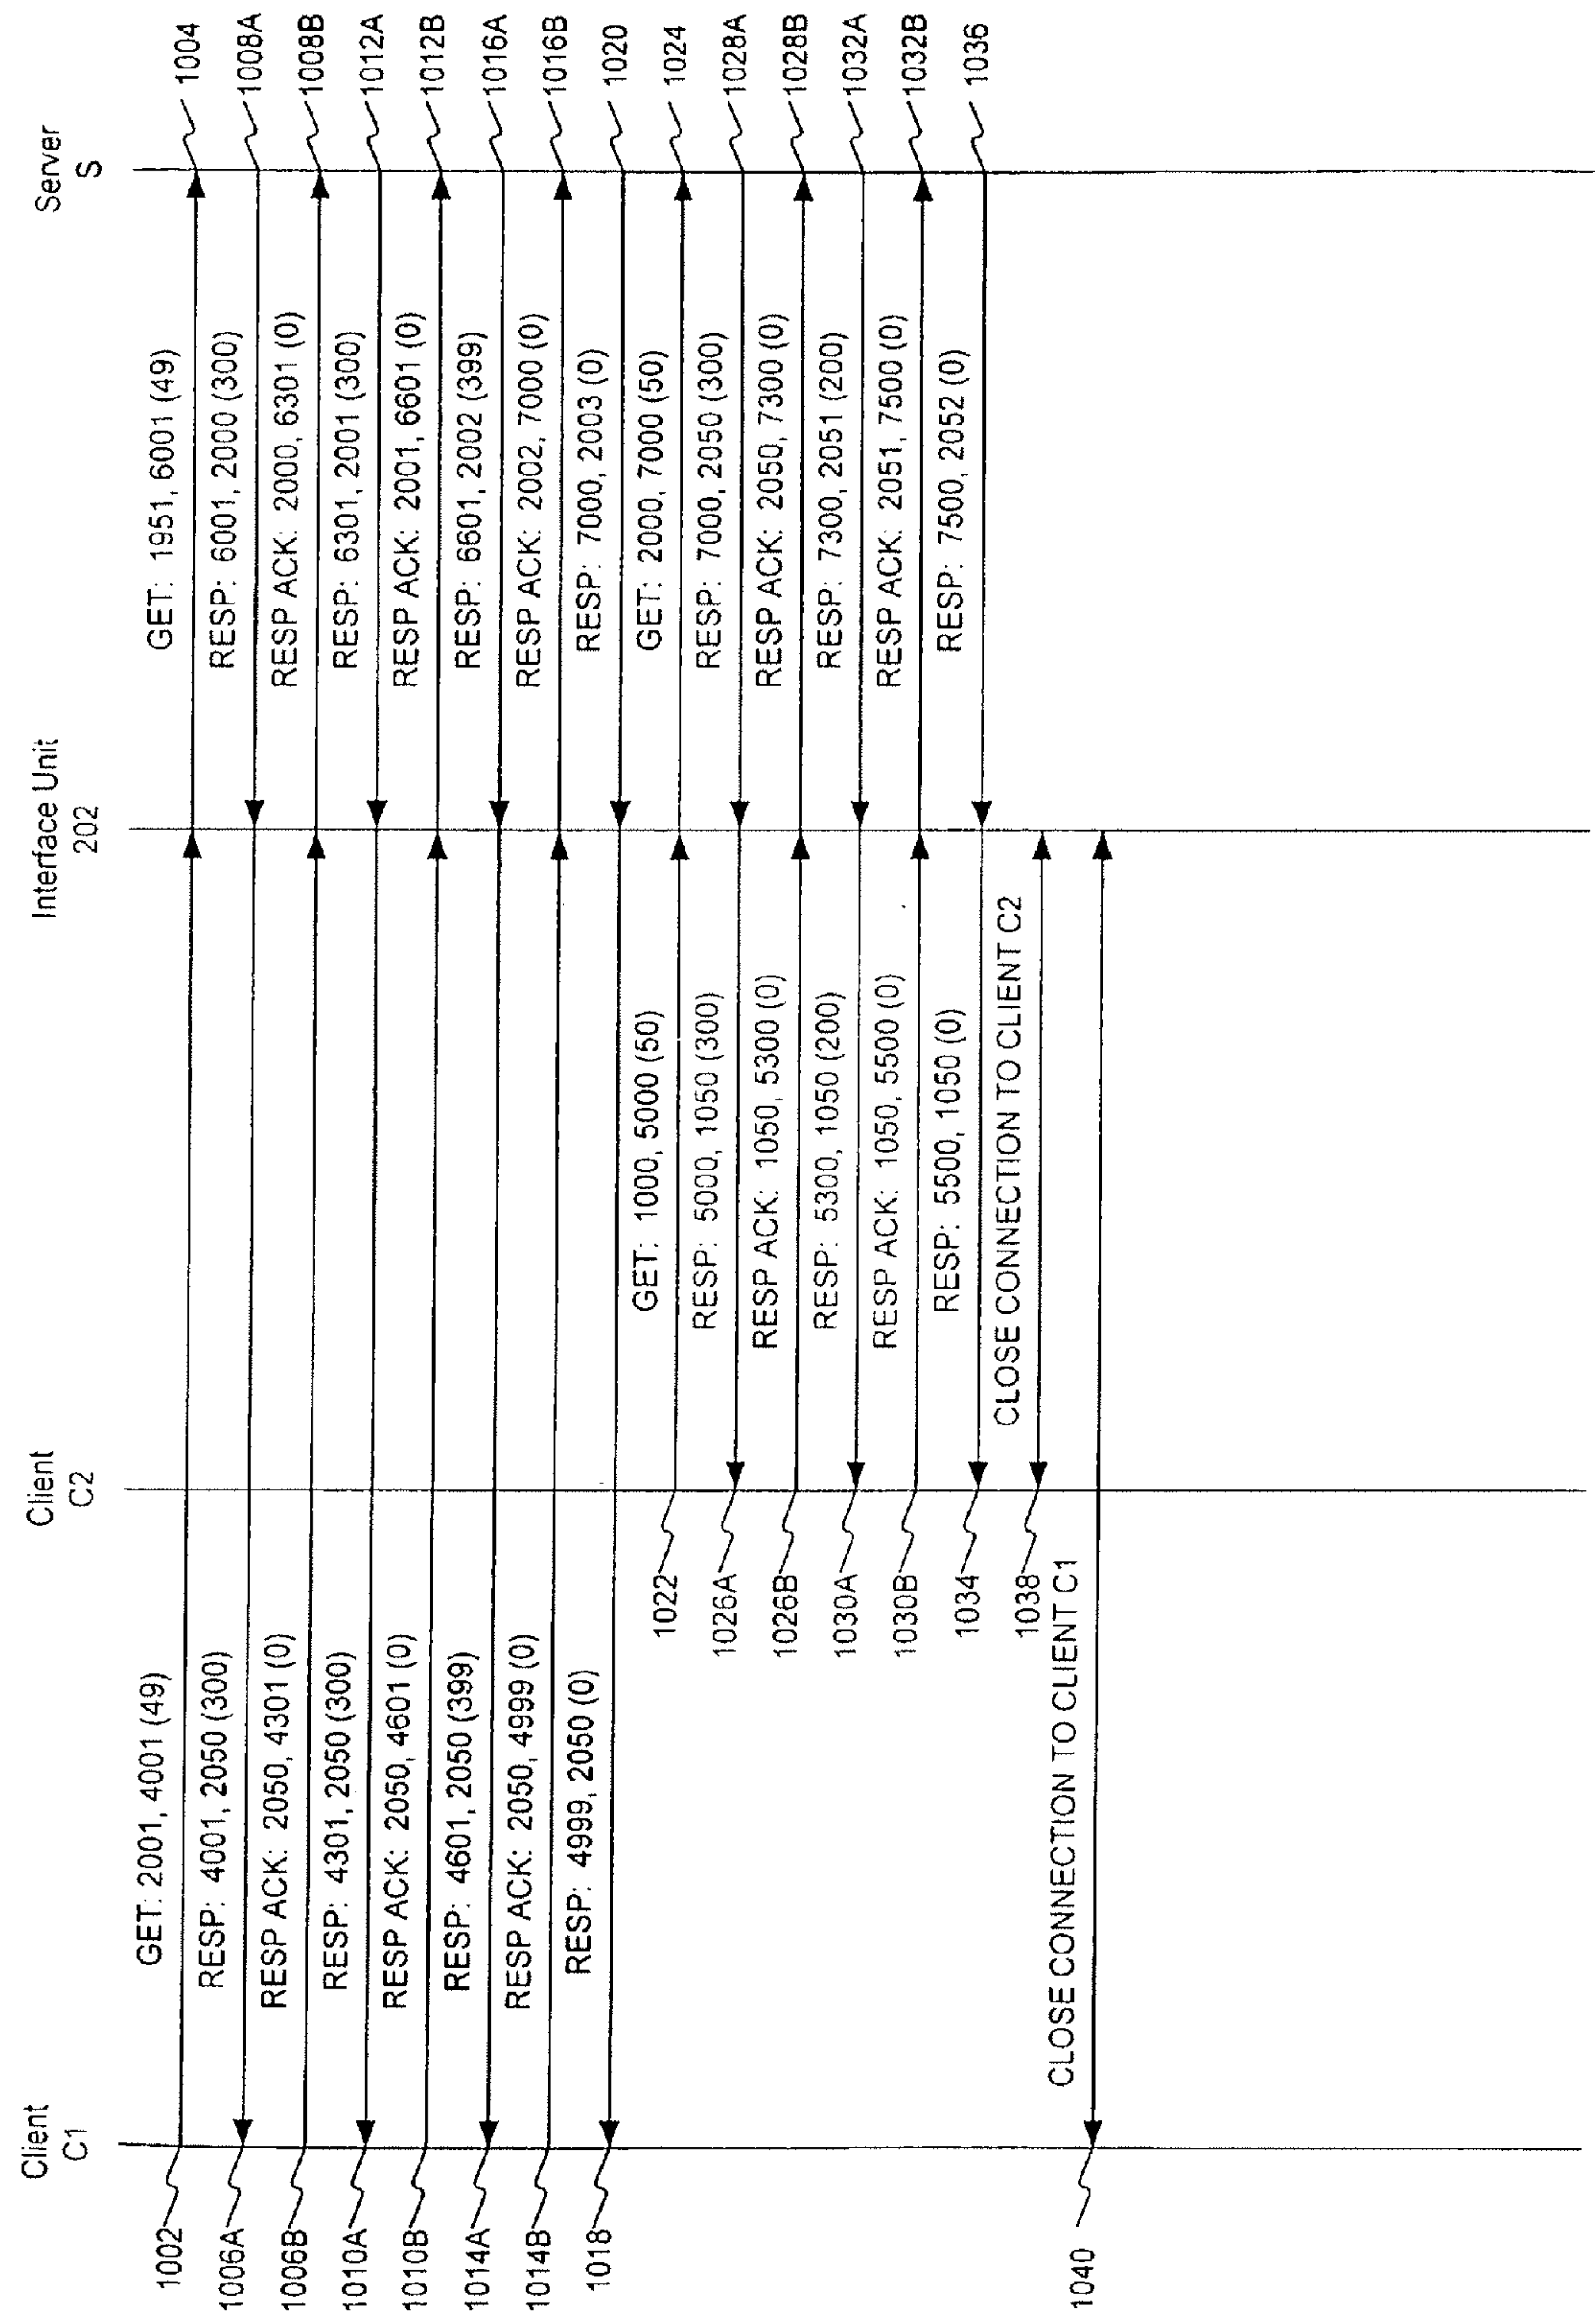 Client
C1
Client
C2
Interface Unit
202
Server
S
1002
GET: 2001, 4001 (49)
GET: 1951, 6001 (49)
1004
1006A
RESP: 4001, 2050 (300)
RESP: 6001, 2000 (300)
1008A
1006B
RESP ACK: 2050, 4301 (0)
RESP ACK: 2000, 6301 (0)
1008B
1010A
RESP: 4301, 2050 (300)
RESP: 6301, 2001 (300)
1012A
1010B
RESP ACK: 2050, 4601 (0)
RESP ACK: 2001, 6601 (0)
1012B
1014A
RESP: 4601, 2050 (399)
RESP: 6601, 2002 (399)
1016A
1014B
RESP ACK: 2050, 4999 (0)
RESP ACK: 2002, 7000 (0)
1016B
1018
RESP: 4999, 2050 (0)
RESP: 7000, 2003 (0)
1020
1022
GET: 1000, 5000 (50)
GET: 2000, 7000 (50)
1024
1026A
RESP: 5000, 1050 (300)
RESP: 7000, 2050 (300)
1028A
1026B
RESP ACK: 1050, 5300 (0)
RESP ACK: 2050, 7300 (0)
1028B
1030A
RESP: 5300, 1050 (200)
RESP: 7300, 2051 (200)
1032A
1030B
RESP ACK: 1050, 5500 (0)
RESP ACK: 2051, 7500 (0)
1032B
1034
RESP: 5500, 1050 (0)
RESP: 7500, 2052 (0)
1036
1038
CLOSE CONNECTION TO CLIENT C2
1040
CLOSE CONNECTION TO CLIENT C1